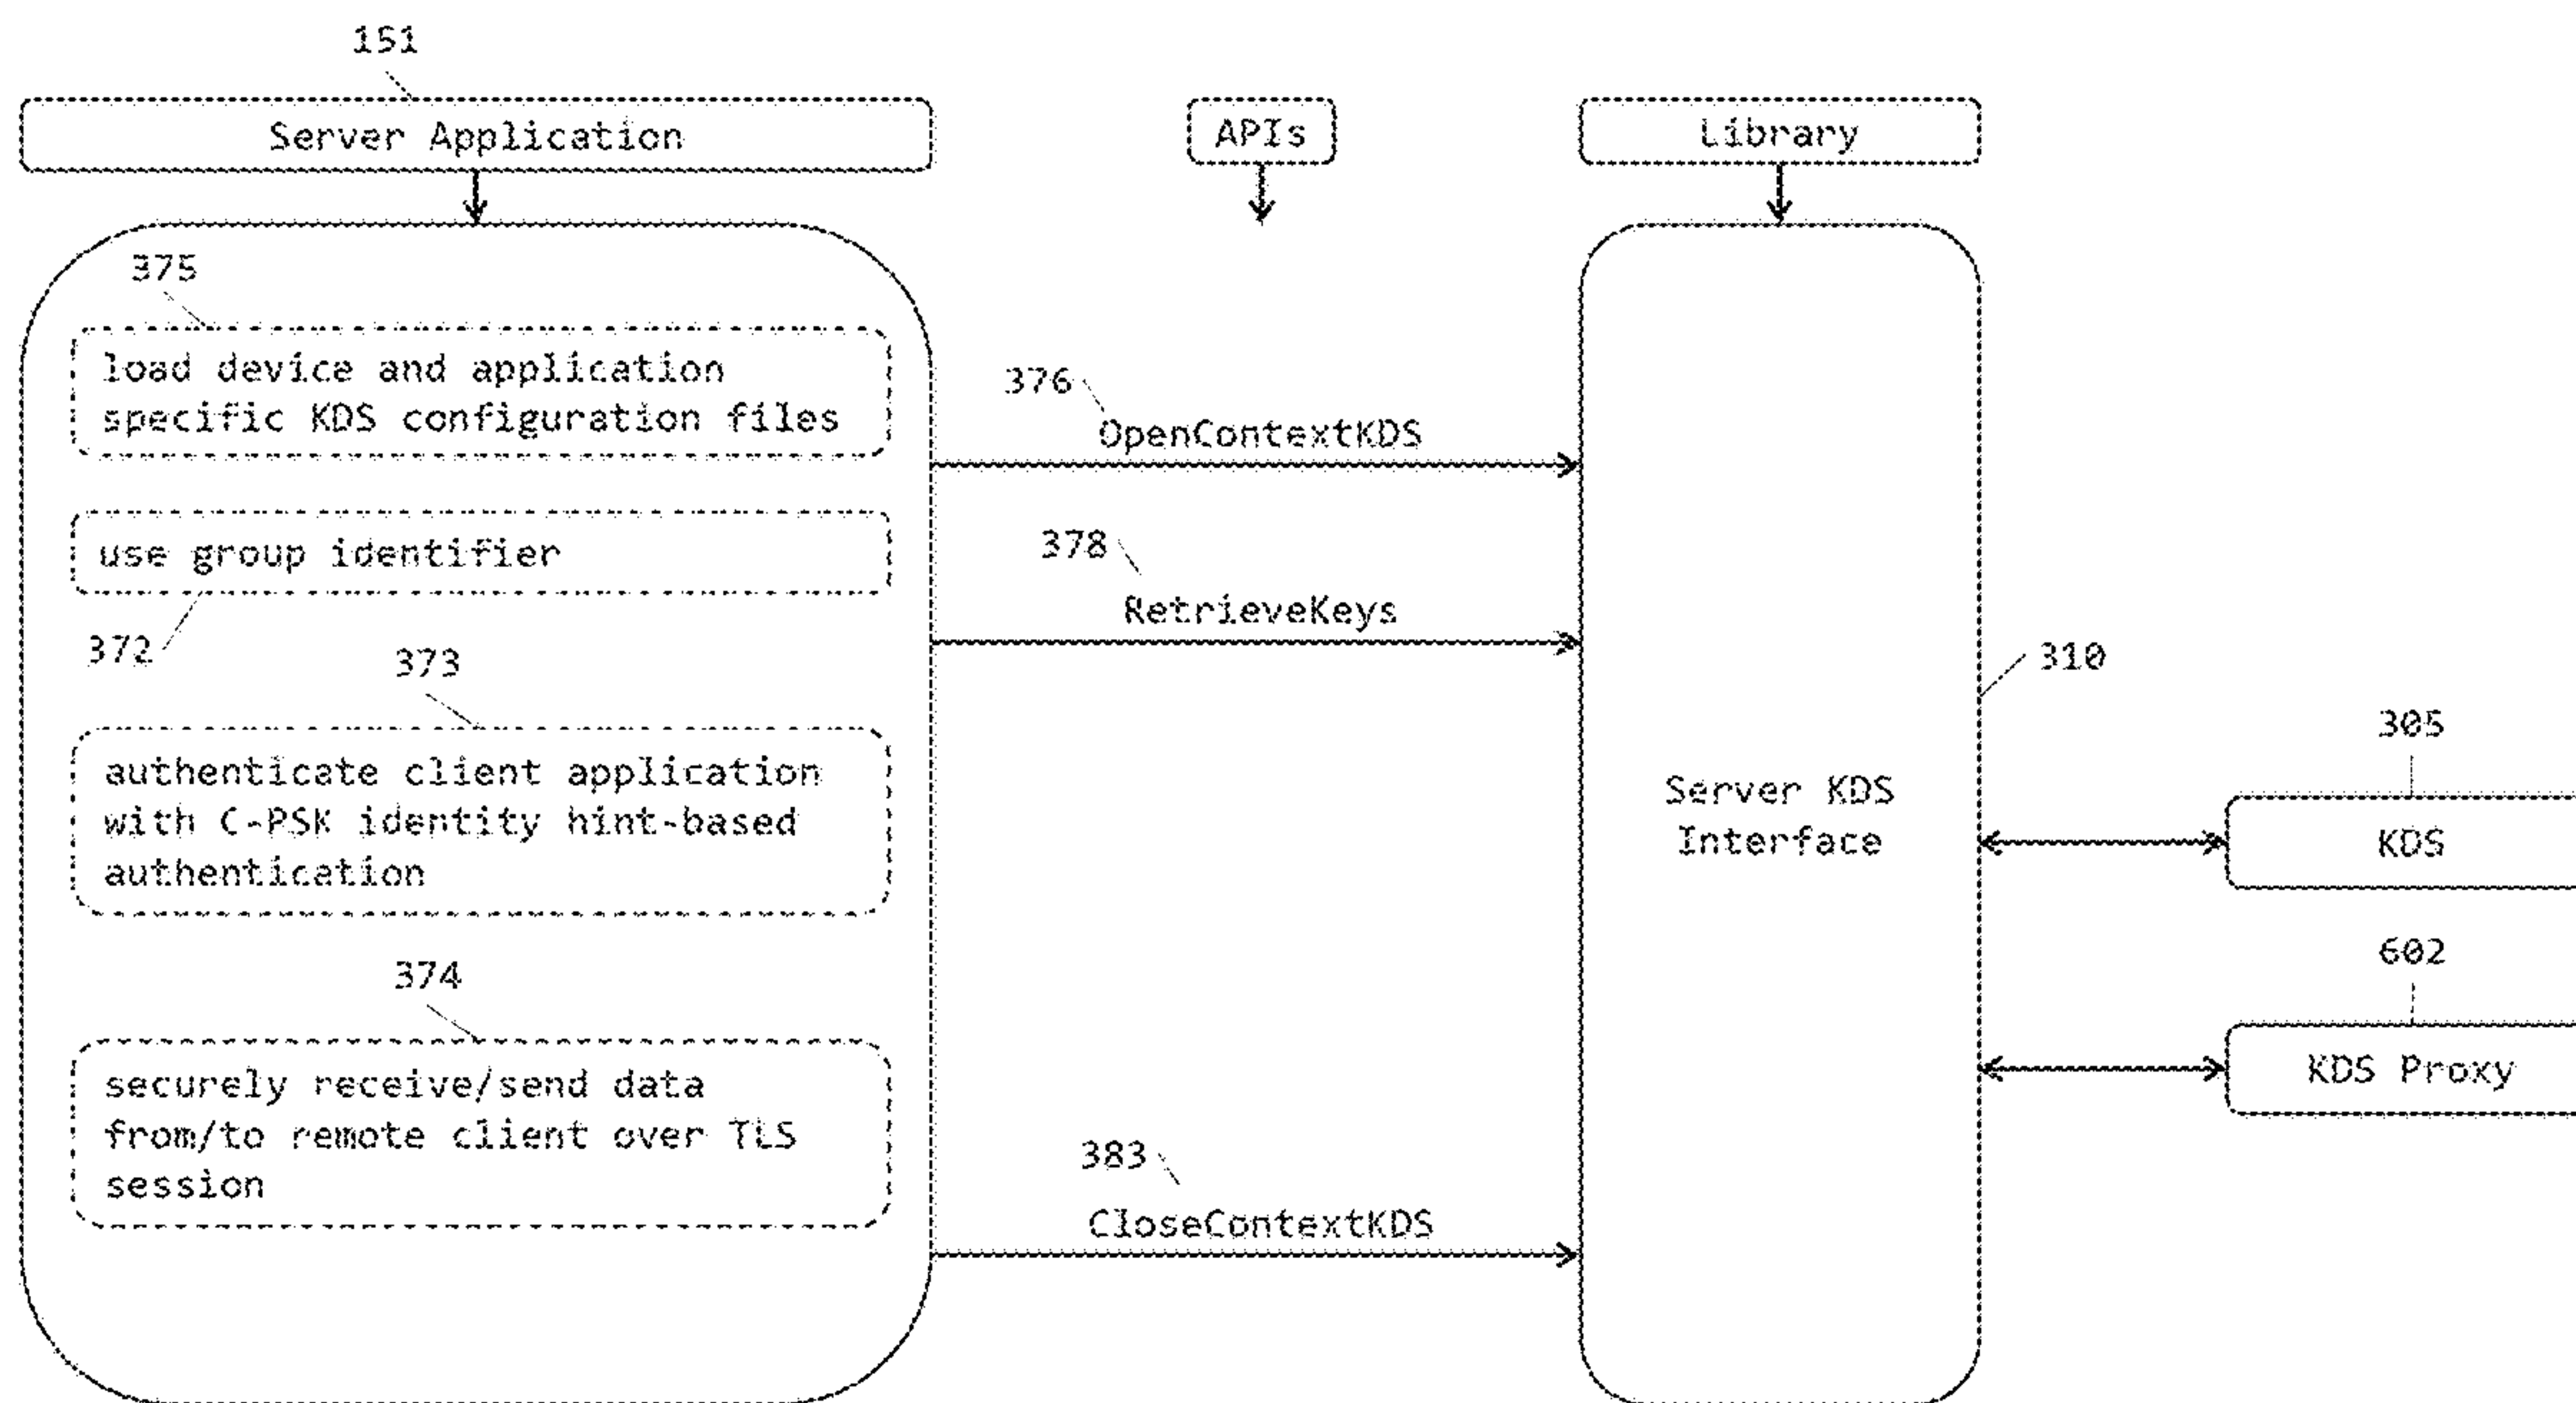 151
Server Application
APIs
Library
375
load device and application
specific KDS configuration files
376
OpenContextKDS
use group identifier
372
378
RetrieveKeys
373
authenticate client application
with C-PSK identity hint-based
authentication
374
securely receive/send data
from/to remote client over TLS
session
383
CloseContextKDS
310
Server KDS
Interface
305
KDS
602
KDS Proxy